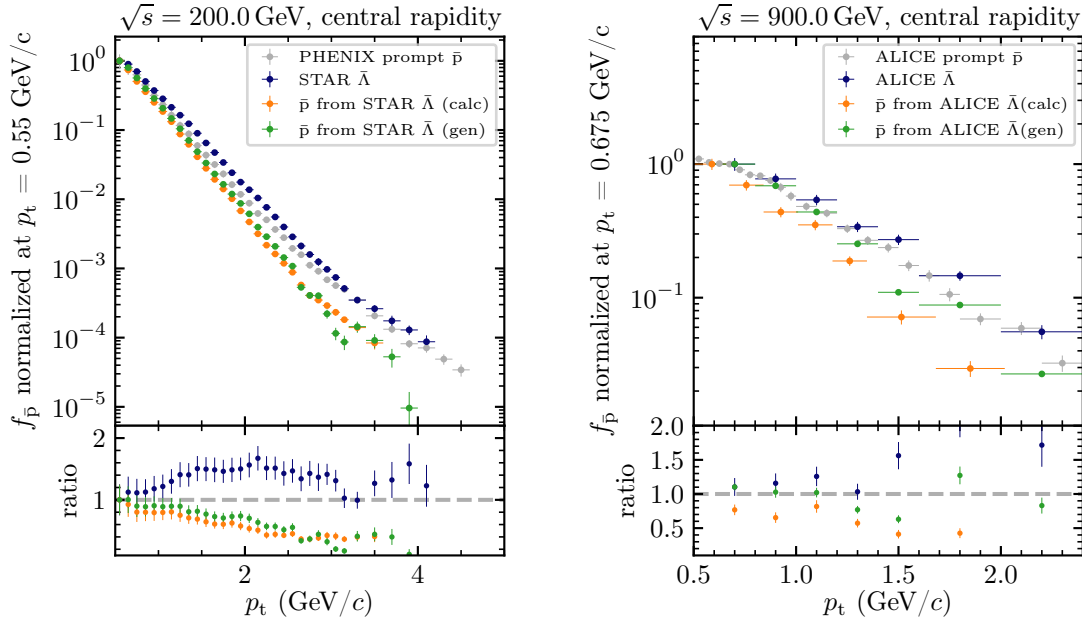 √s = 200.0 GeV, central rapidity
f_p̄ normalized at p_t = 0.55 GeV/c
10^0
10^−1
10^−2
10^−3
10^−4
10^−5
PHENIX prompt p̄
STAR Λ̄
p̄ from STAR Λ̄ (calc)
p̄ from STAR Λ̄ (gen)
ratio
2
1
2
4
p_t (GeV/c)
√s = 900.0 GeV, central rapidity
f_p̄ normalized at p_t = 0.675 GeV/c
10^0
10^−1
ALICE prompt p̄
ALICE Λ̄
p̄ from ALICE Λ̄(calc)
p̄ from ALICE Λ̄(gen)
ratio
2.0
1.5
1.0
0.5
0.5
1.0
1.5
2.0
p_t (GeV/c)